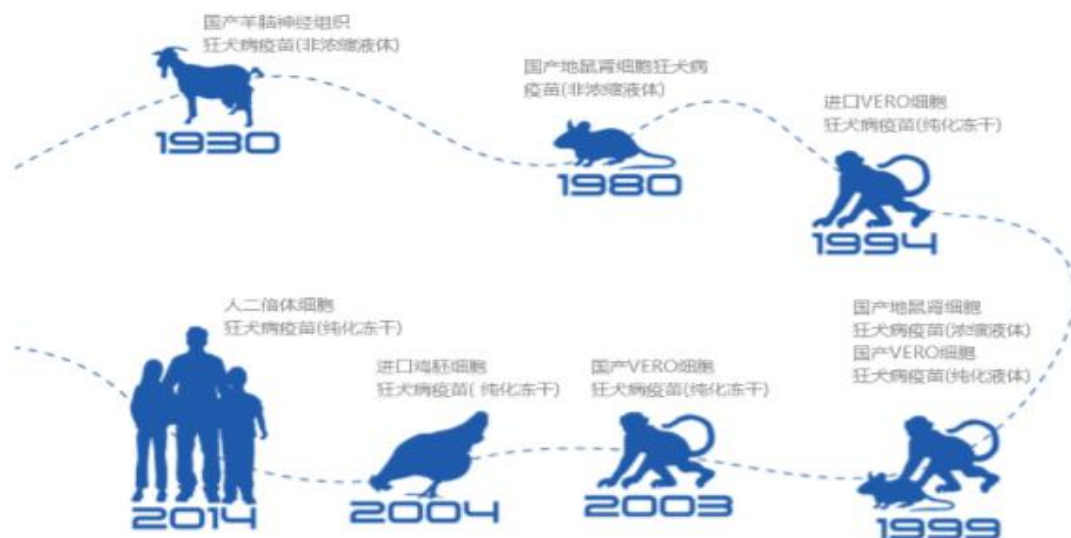 国产羊脑神经组织
狂犬病疫苗(非浓缩液体)
1930
国产地鼠肾细胞狂犬病
疫苗(非浓缩液体)
1980
进口VERO细胞
狂犬病疫苗(纯化冻干)
1994
国产地鼠肾细胞
狂犬病疫苗(浓缩液体)
国产VERO细胞
狂犬病疫苗(纯化液体)
1999
国产VERO细胞
狂犬病疫苗(纯化冻干)
2003
进口鸡胚细胞
狂犬病疫苗( 纯化冻干)
2004
人二倍体细胞
狂犬病疫苗(纯化冻干)
2014